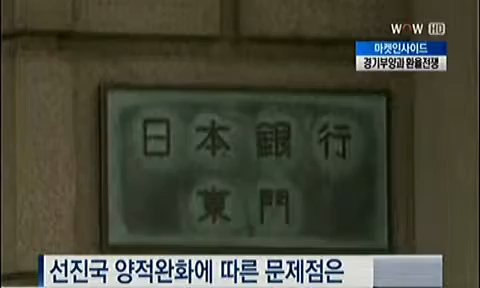 WOW HD
마켓인사이드
경기부양과 환율전쟁
日本銀行
東門
선진국 양적완화에 따른 문제점은